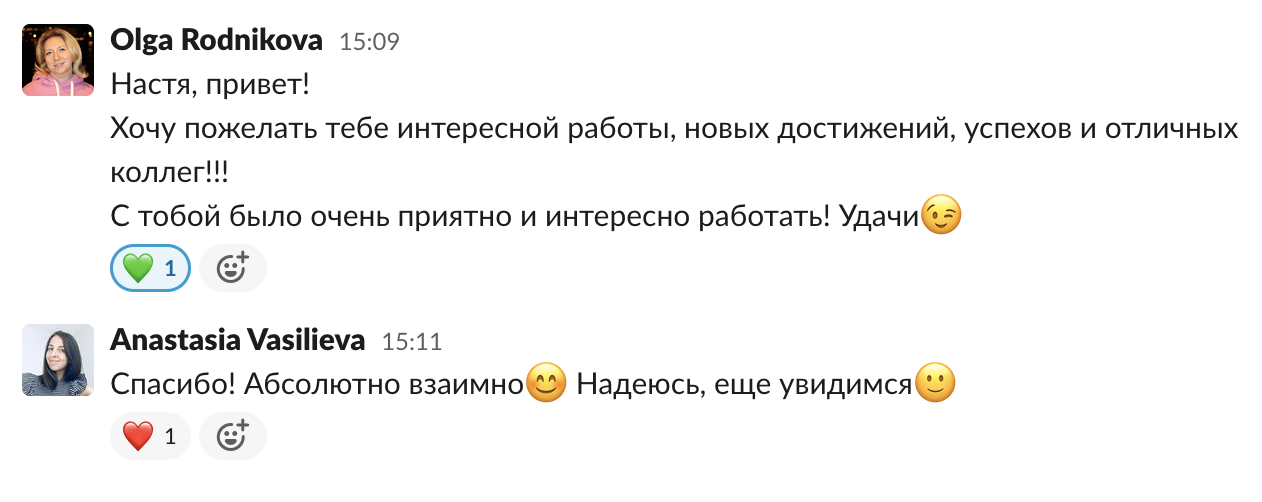 Olga Rodnikova 15:09
Настя, привет!
Хочу пожелать тебе интересной работы, новых достижений, успехов и отличных
коллег!!!
С тобой было очень приятно и интересно работать! Удачи😉
💚 1
Anastasia Vasilieva 15:11
Спасибо! Абсолютно взаимно😊 Надеюсь, еще увидимся🙂
❤️ 1